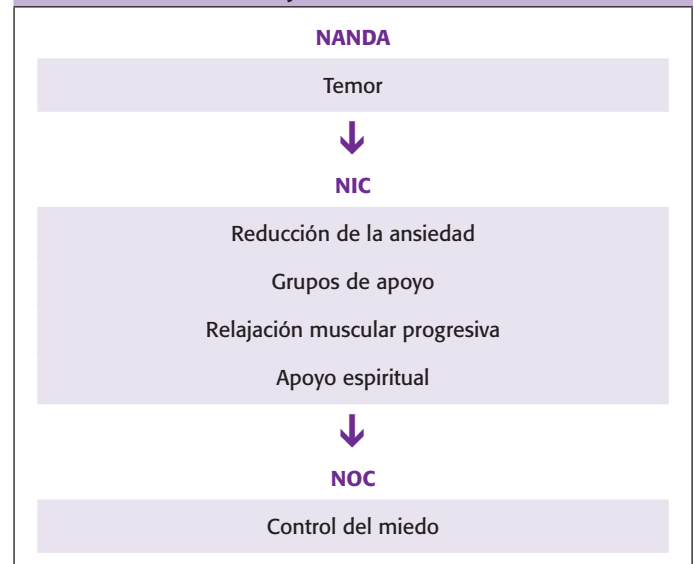 NANDA
Temor
NIC
Reducción de la ansiedad
Grupos de apoyo
Relajación muscular progresiva
Apoyo espiritual
NOC
Control del miedo